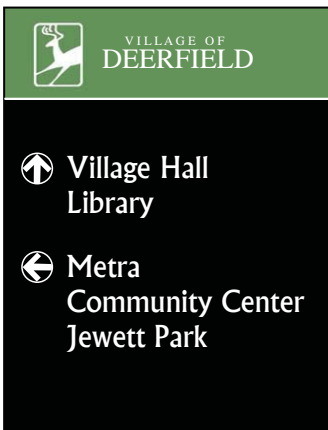 VILLAGE OF
DEERFIELD
Village Hall
Library
Metra
Community Center
Jewett Park